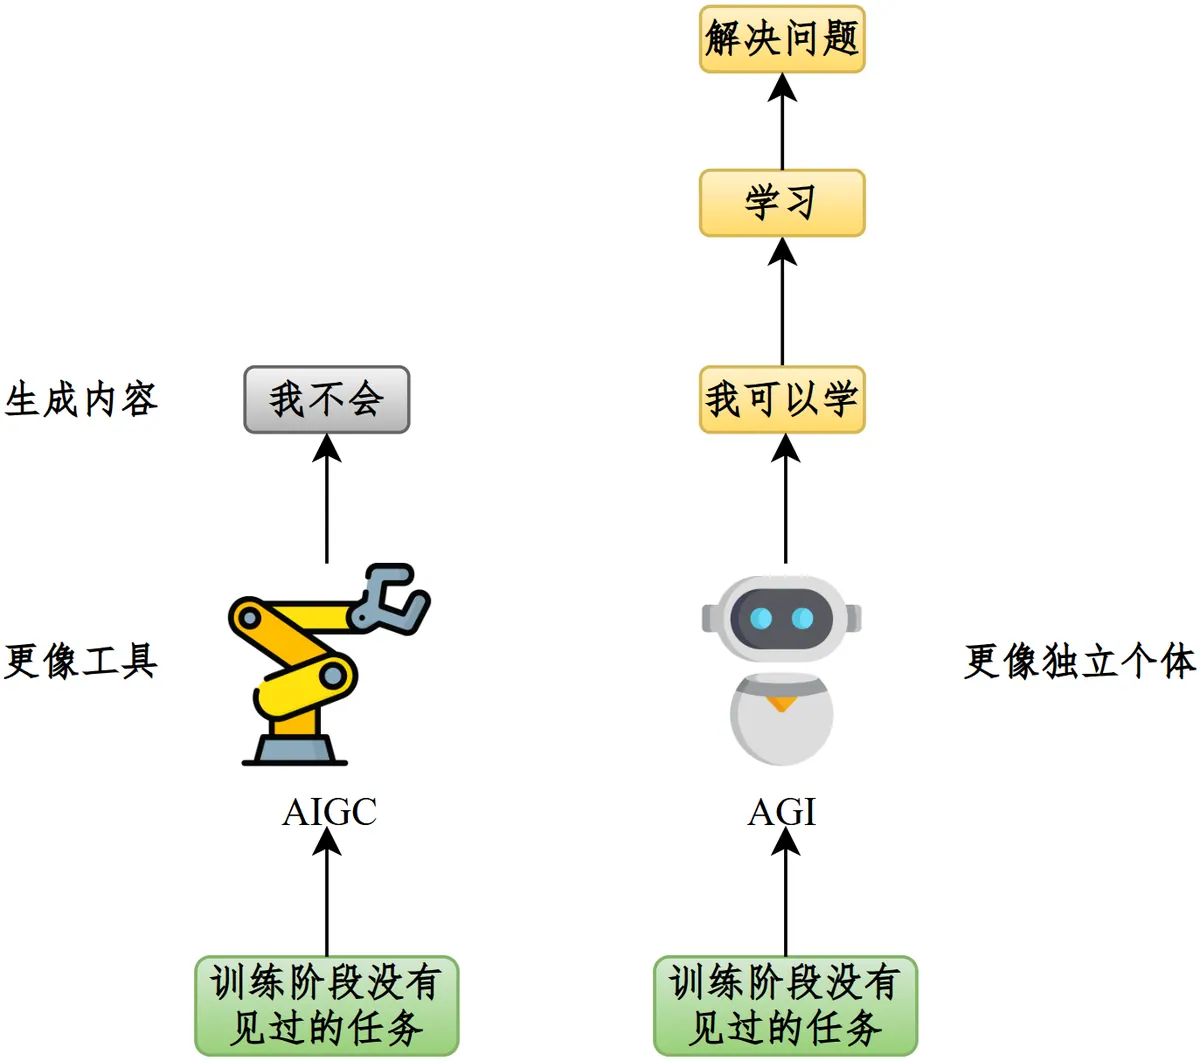 解决问题
学习
生成内容
我不会
我可以学
更像工具
更像独立个体
AIGC
AGI
训练阶段没有
见过的任务
训练阶段没有
见过的任务